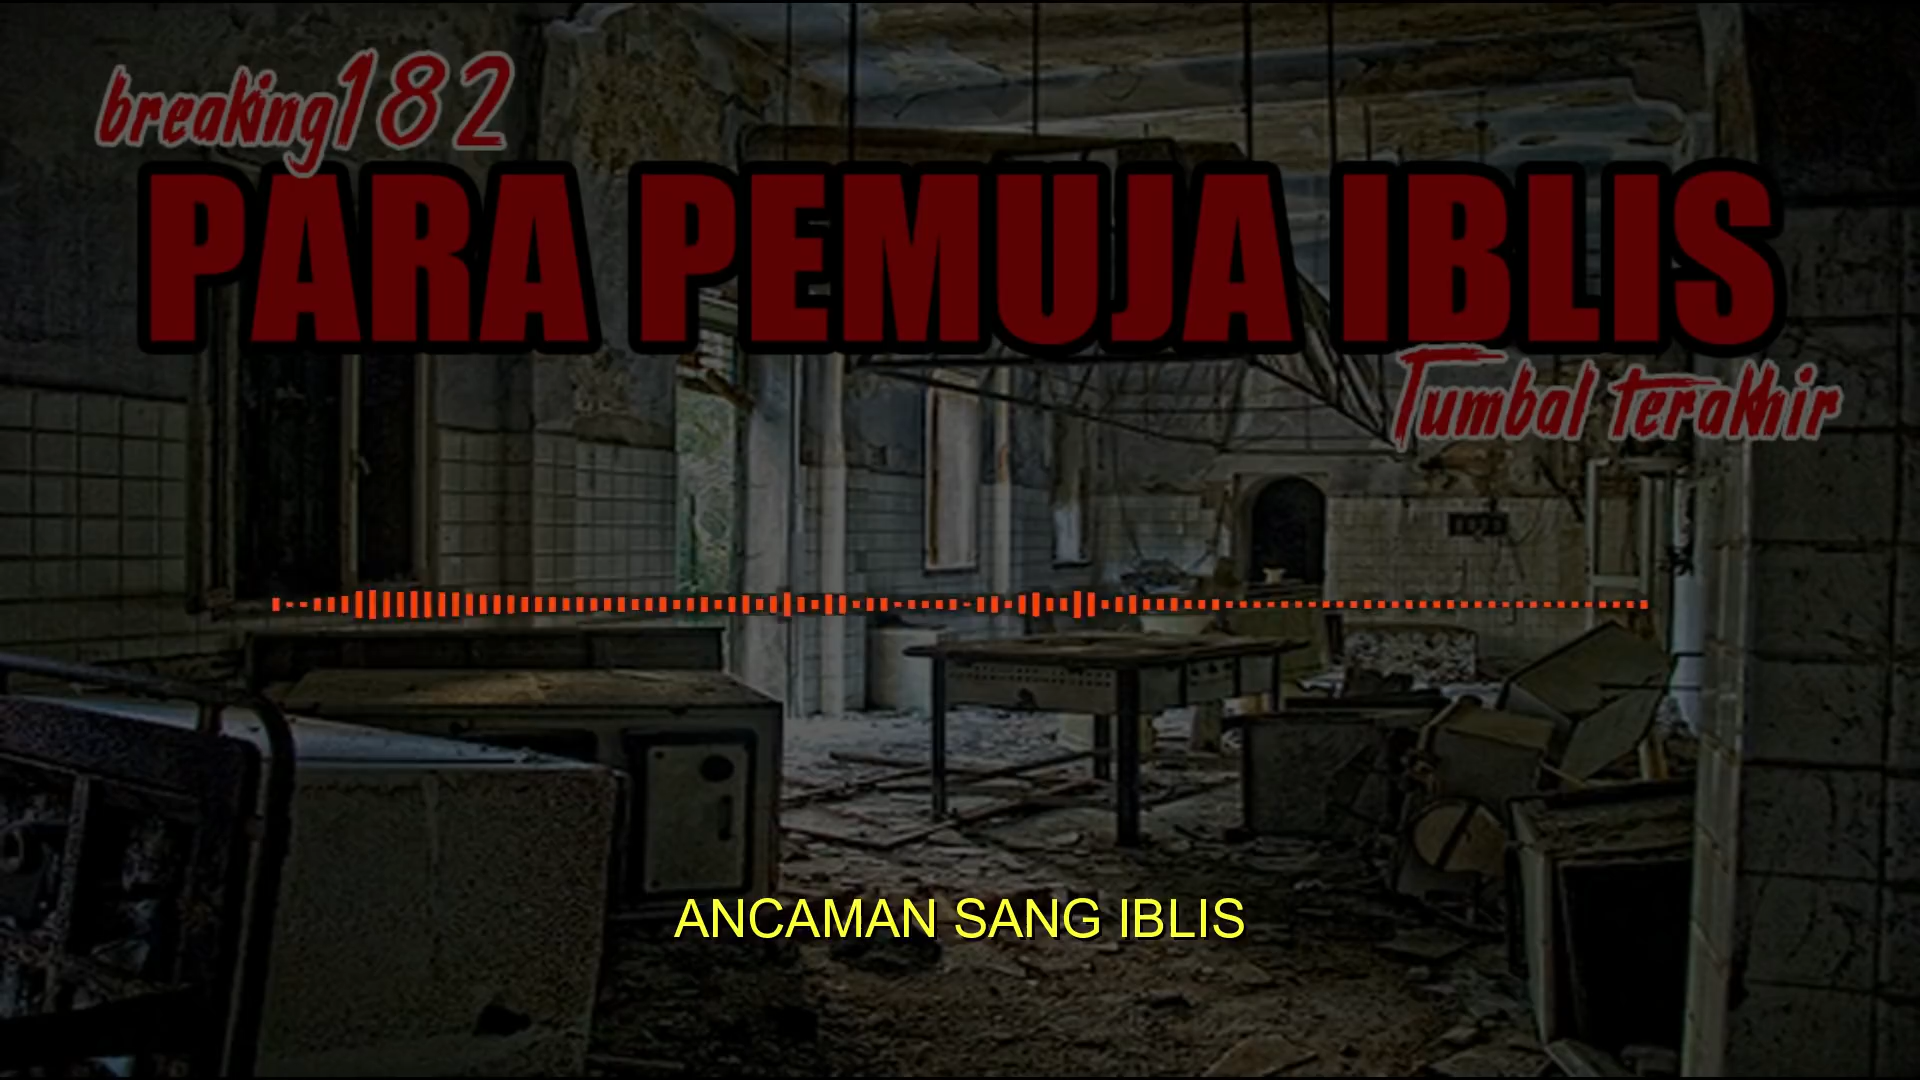 breaking182
PARA PEMUJA IBLIS
Tumbal terakhir
ANCAMAN SANG IBLIS